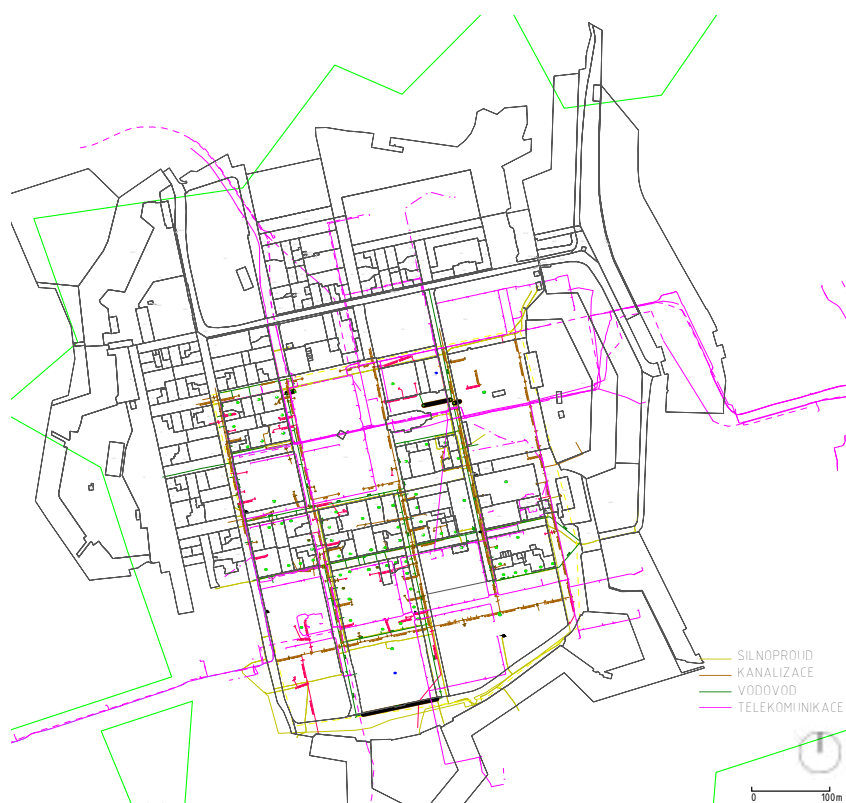 SILNOPROUD
KANALIZACE
VODOVOD
TELEKOMUNIKACE
0 100m